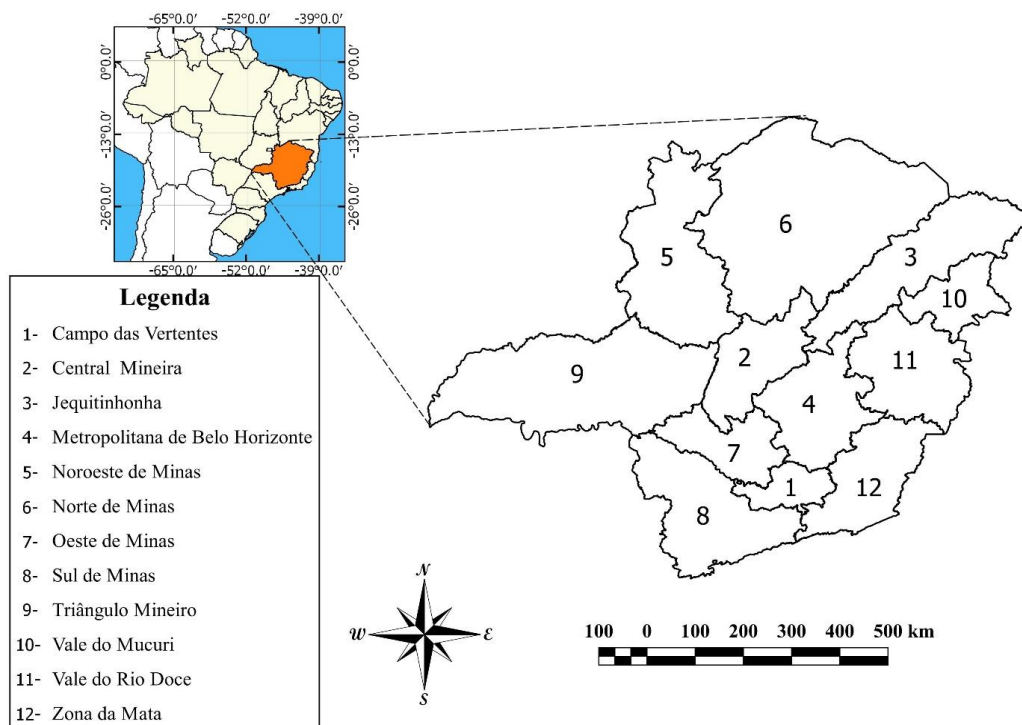 -65°0.0′ -52°0.0′ -39°0.0′
0°0.0′ 0°0.0′
-13°0.0′ -13°0.0′
-26°0.0′ -26°0.0′
-65°0.0′ -52°0.0′ -39°0.0′
Legenda
1- Campo das Vertentes
2- Central Mineira
3- Jequitinhonha
4- Metropolitana de Belo Horizonte
5- Noroeste de Minas
6- Norte de Minas
7- Oeste de Minas
8- Sul de Minas
9- Triângulo Mineiro
10- Vale do Mucuri
11- Vale do Rio Doce
12- Zona da Mata
6
5
3
10
2
11
9
4
7
1
12
8
N
W E
S
100 0 100 200 300 400 500 km